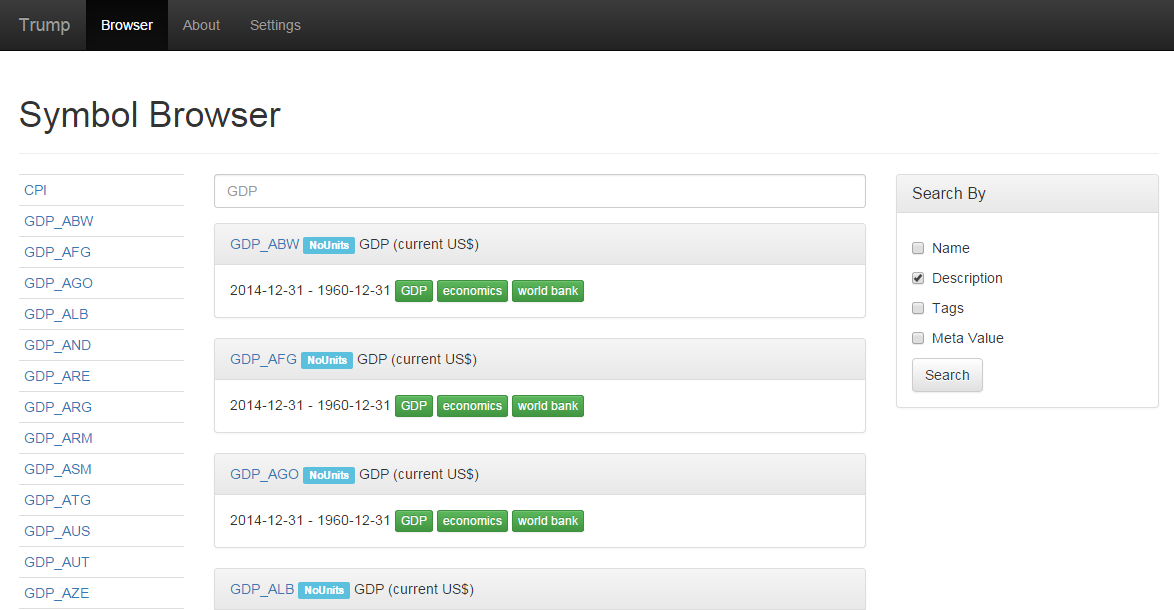 Trump Browser About Settings
Symbol Browser
CPI
GDP_ABW
GDP_AFG
GDP_AGO
GDP_ALB
GDP_AND
GDP_ARE
GDP_ARG
GDP_ARM
GDP_ASM
GDP_ATG
GDP_AUS
GDP_AUT
GDP_AZE
GDP
GDP_ABW NoUnits GDP (current US$)
2014-12-31 - 1960-12-31 GDP economics world bank
GDP_AFG NoUnits GDP (current US$)
2014-12-31 - 1960-12-31 GDP economics world bank
GDP_AGO NoUnits GDP (current US$)
2014-12-31 - 1960-12-31 GDP economics world bank
GDP_ALB NoUnits GDP (current US$)
Search By
Name
Description
Tags
Meta Value
Search